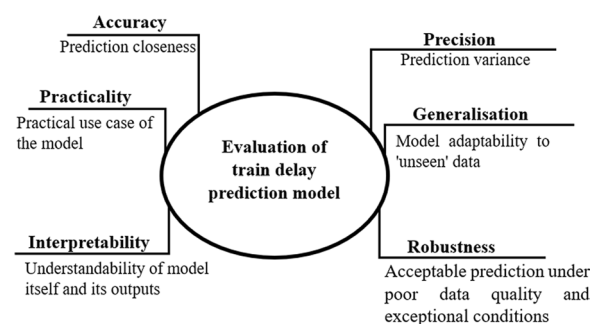 Accuracy
Prediction closeness
Practicality
Practical use case of
the model
Interpretability
Understandability of model
itself and its outputs
Evaluation of
train delay
prediction model
Precision
Prediction variance
Generalisation
Model adaptability to
'unseen' data
Robustness
Acceptable prediction under
poor data quality and
exceptional conditions